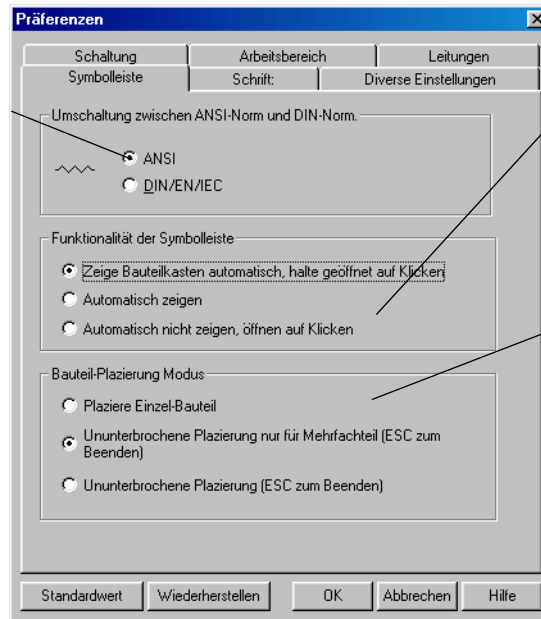 Präferenzen
Schaltung Arbeitsbereich Leitungen
Symbolleiste Schrift: Diverse Einstellungen
Umschaltung zwischen ANSI-Norm und DIN-Norm.
ANSI
DIN/EN/IEC
Funktionalität der Symbolleiste
Zeige Bauteilkasten automatisch, halte geöffnet auf Klicken
Automatisch zeigen
Automatisch nicht zeigen, öffnen auf Klicken
Bauteil-Plazierung Modus
Plaziere Einzel-Bauteil
Ununterbrochene Plazierung nur für Mehrfachteil (ESC zum
Beenden)
Ununterbrochene Plazierung (ESC zum Beenden)
Standardwert Wiederherstellen OK Abbrechen Hilfe